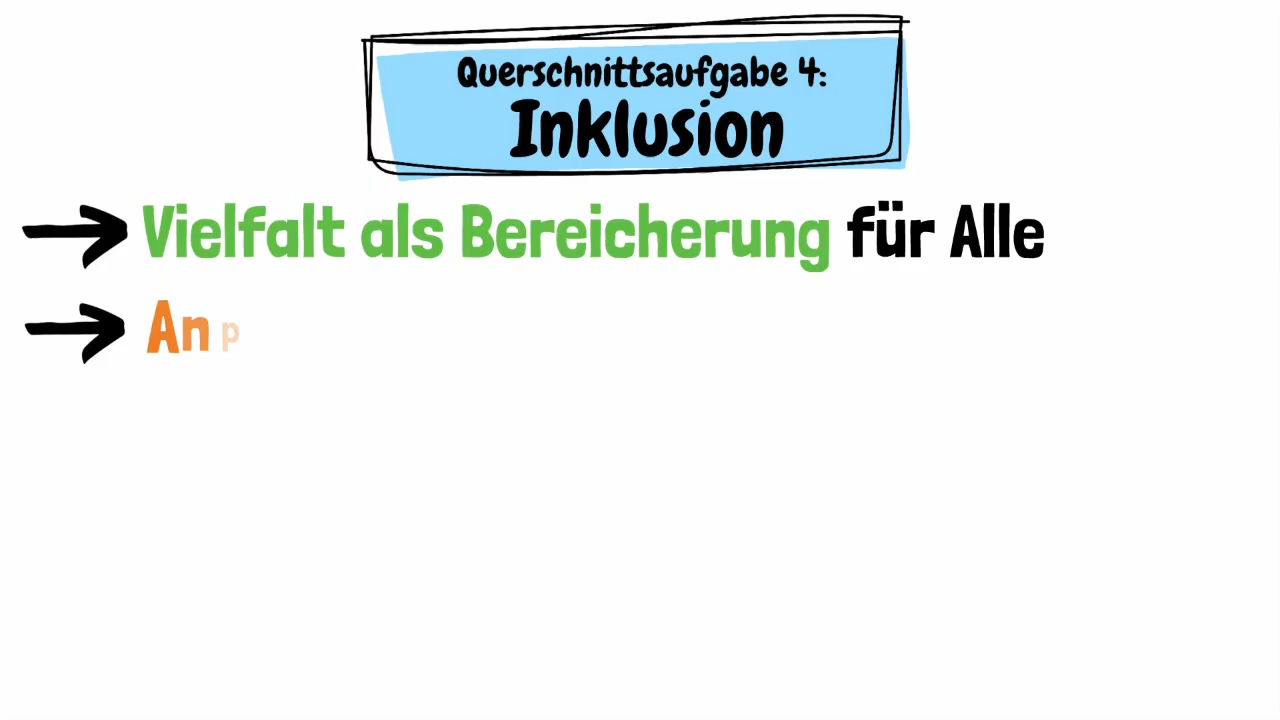 Querschnittsaufgabe 4:
Inklusion
Vielfalt als Bereicherung für Alle
An p